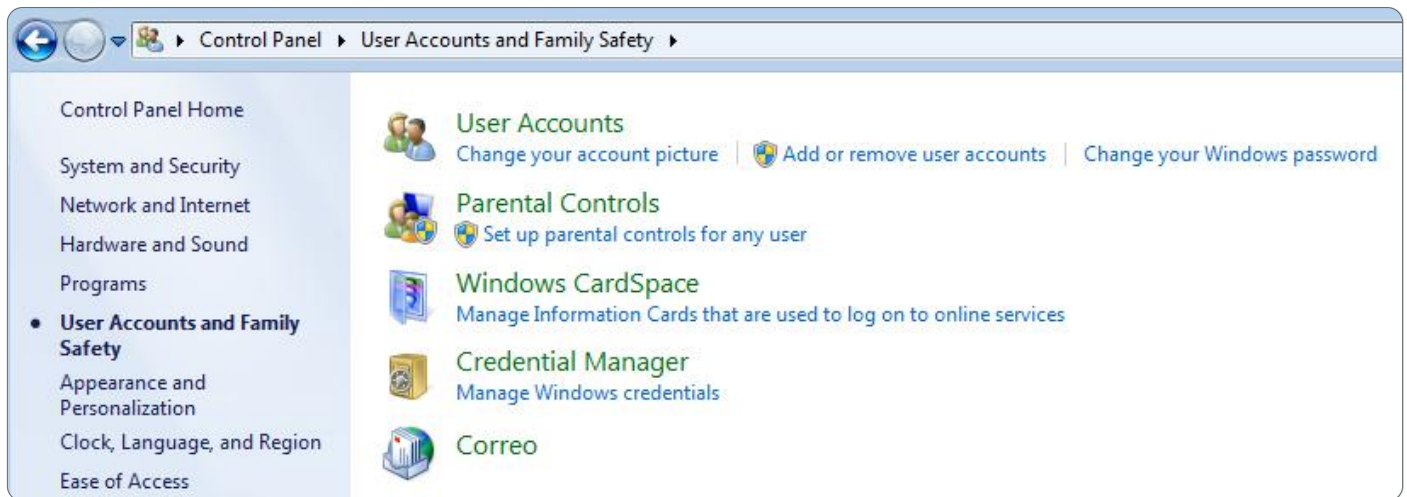 Control Panel User Accounts and Family Safety
Control Panel Home
System and Security
Network and Internet
Hardware and Sound
Programs
User Accounts and Family
Safety
Appearance and
Personalization
Clock, Language, and Region
Ease of Access
User Accounts
Change your account picture Add or remove user accounts Change your Windows password
Parental Controls
Set up parental controls for any user
Windows CardSpace
Manage Information Cards that are used to log on to online services
Credential Manager
Manage Windows credentials
Correo